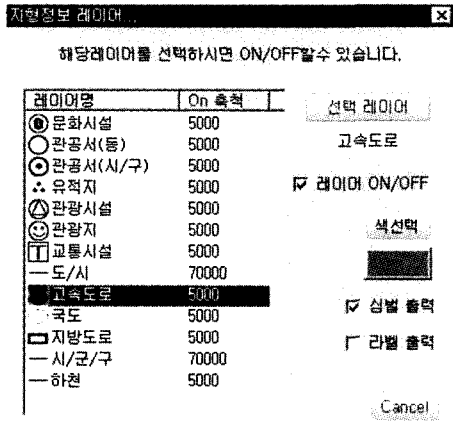 지형정보 레이어...
해당레이어를 선택하시면 ON/OFF할수 있습니다.
레이어명 On 축척
문화시설 5000
관공서(동) 5000
관공서(시/구) 5000
유적지 5000
관광시설 5000
관광지 5000
교통시설 5000
도/시 70000
고속도로 5000
국도 5000
지방도로 5000
시/군/구 70000
하천 5000
선택 레이어
고속도로
레이어 ON/OFF
색선택
심벌 출력
라벨 출력
Cancel